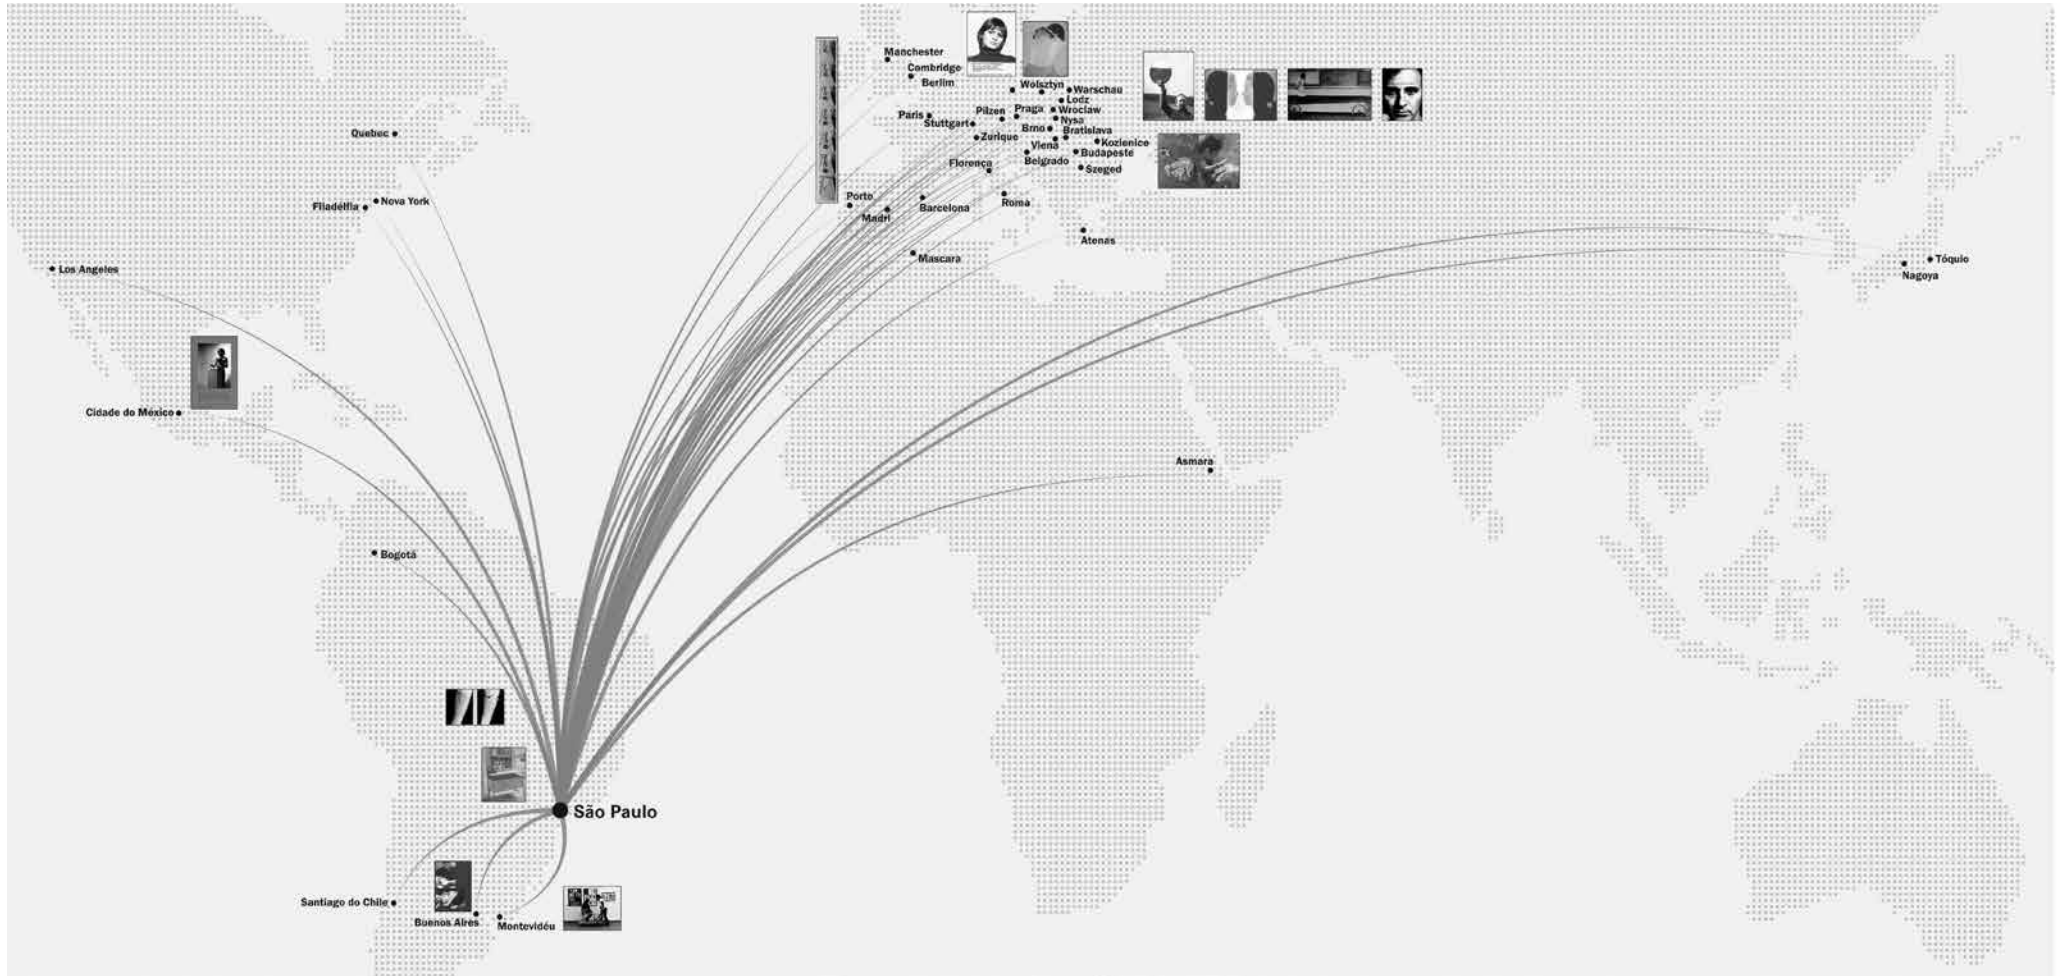 Manchester
Combridge
Berlim
Wolsztyn
Warschau
Lodz
Quebec
Paris
Stuttgart
Pilzen
Praga
Wroclaw
Nysa
Brno
Bratislava
Zurique
Viena
Kozienice
Budapeste
Florença
Belgrado
Szeged
Filadélfia
Nova York
Porto
Madri
Barcelona
Roma
Atenas
Mascara
Los Angeles
Tóquio
Nagoya
Cidade do México
Asmara
Bogotá
São Paulo
Santiago do Chile
Buenos Aires
Montevidéu